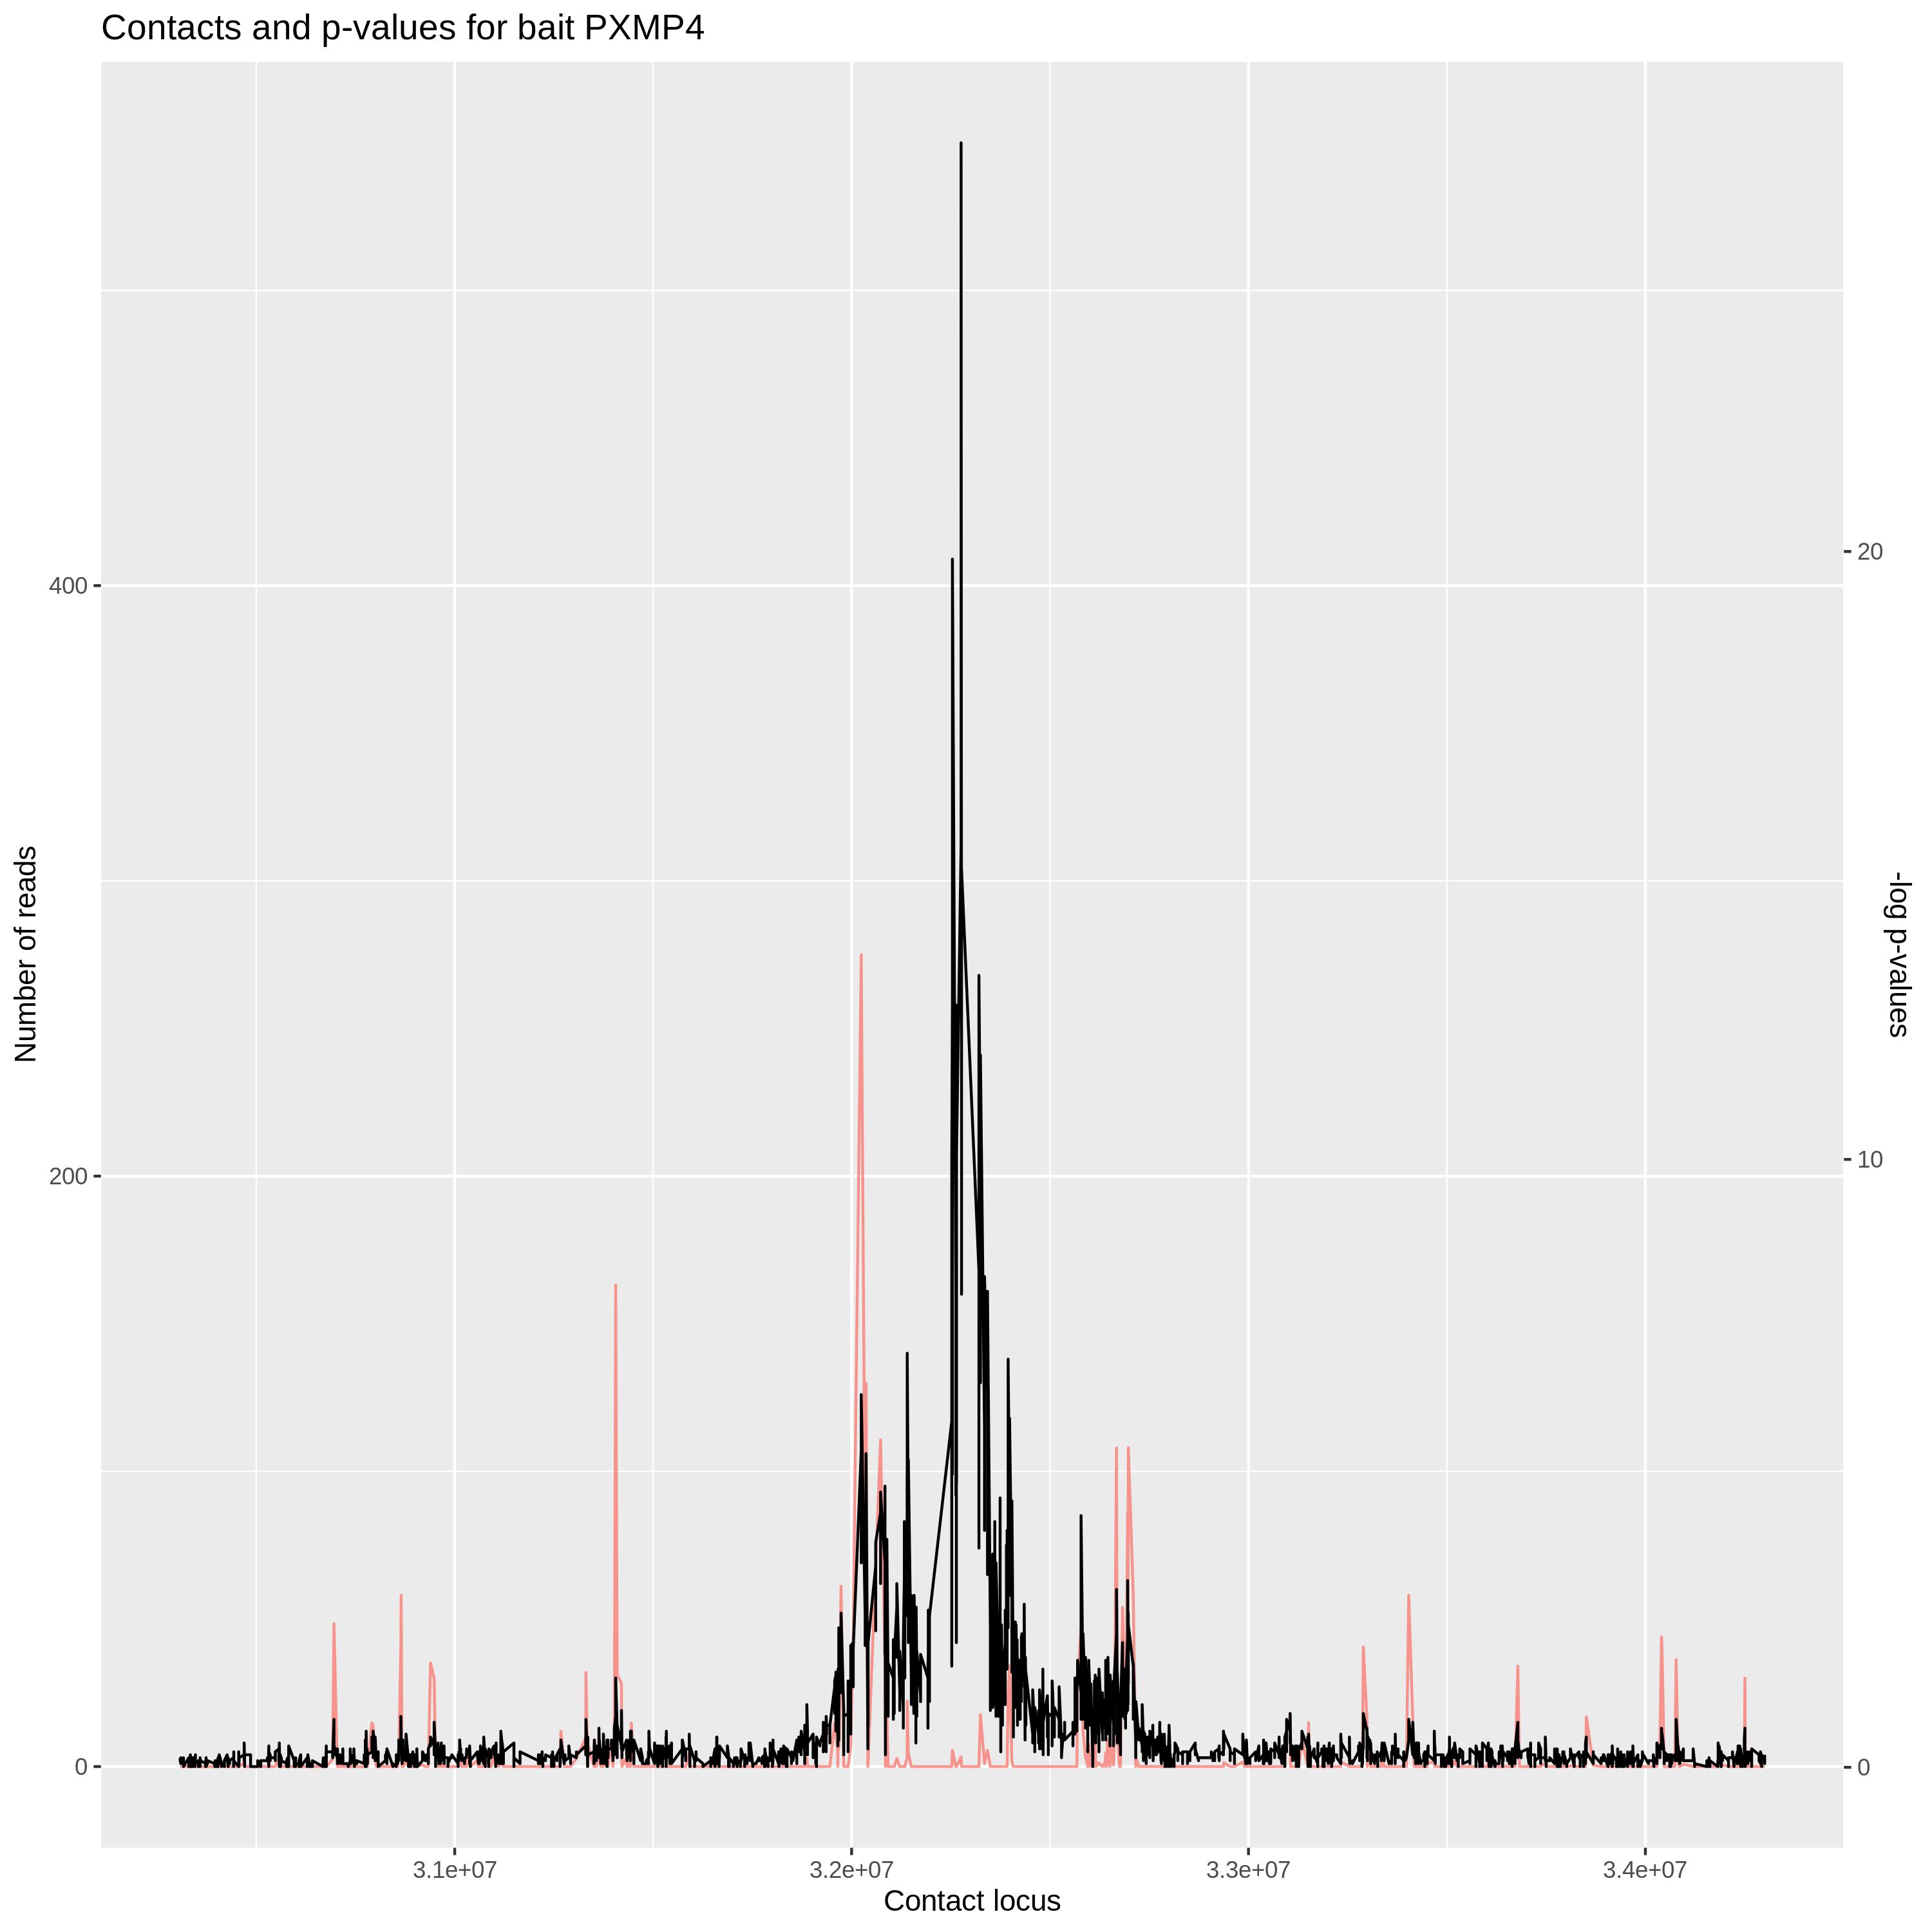 Contacts and p-values for bait PXMP4
Number of reads
400
200
0
20
10
0
-log p-values
3.1e+07
3.2e+07
3.3e+07
3.4e+07
Contact locus